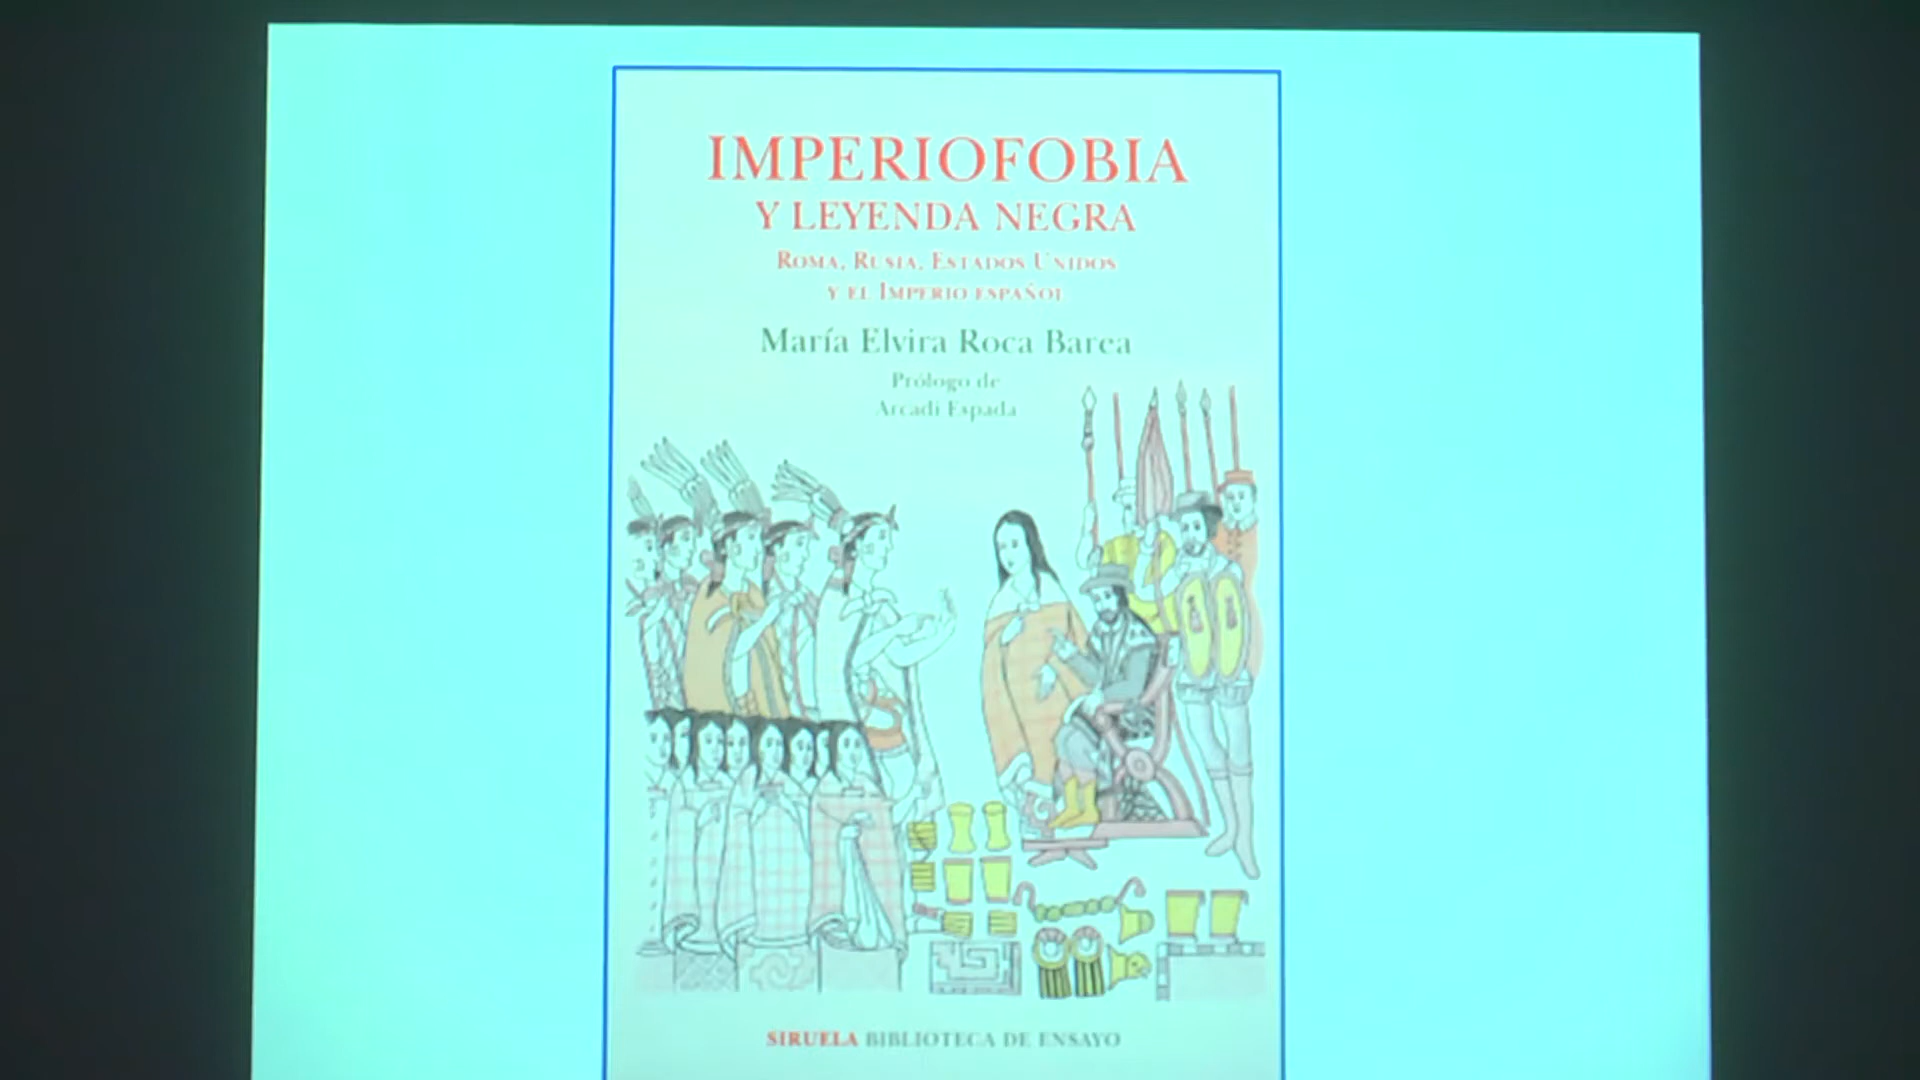 IMPERIOFOBIA
Y LEYENDA NEGRA
ROMA, RUSIA, ESTADOS UNIDOS
Y EL IMPERIO ESPAÑOL
María Elvira Roca Barea
Prólogo de
Arcadi Espada
SIRUELA BIBLIOTECA DE ENSAYO